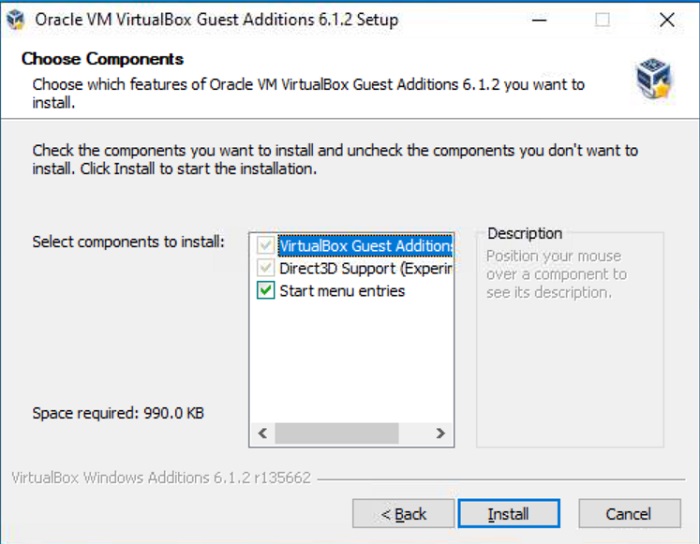 Oracle VM VirtualBox Guest Additions 6.1.2 Setup
Choose Components
Choose which features of Oracle VM VirtualBox Guest Additions 6.1.2 you want to
install.
Check the components you want to install and uncheck the components you don't want to
install. Click Install to start the installation.
Select components to install:
VirtualBox Guest Additions
Direct3D Support (Experim
Start menu entries
Description
Position your mouse
over a component to
see its description.
Space required: 990.0 KB
VirtualBox Windows Additions 6.1.2 r135662
< Back
Install
Cancel